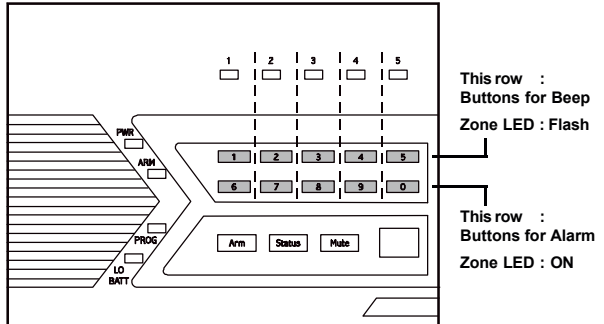 1 2 3 4 5
This row :
Buttons for Beep
Zone LED : Flash
PWR
ARM
1 2 3 4 5
6 7 8 9 0
This row :
Buttons for Alarm
Zone LED : ON
PROG
LO
BATT
Arm Status Mute